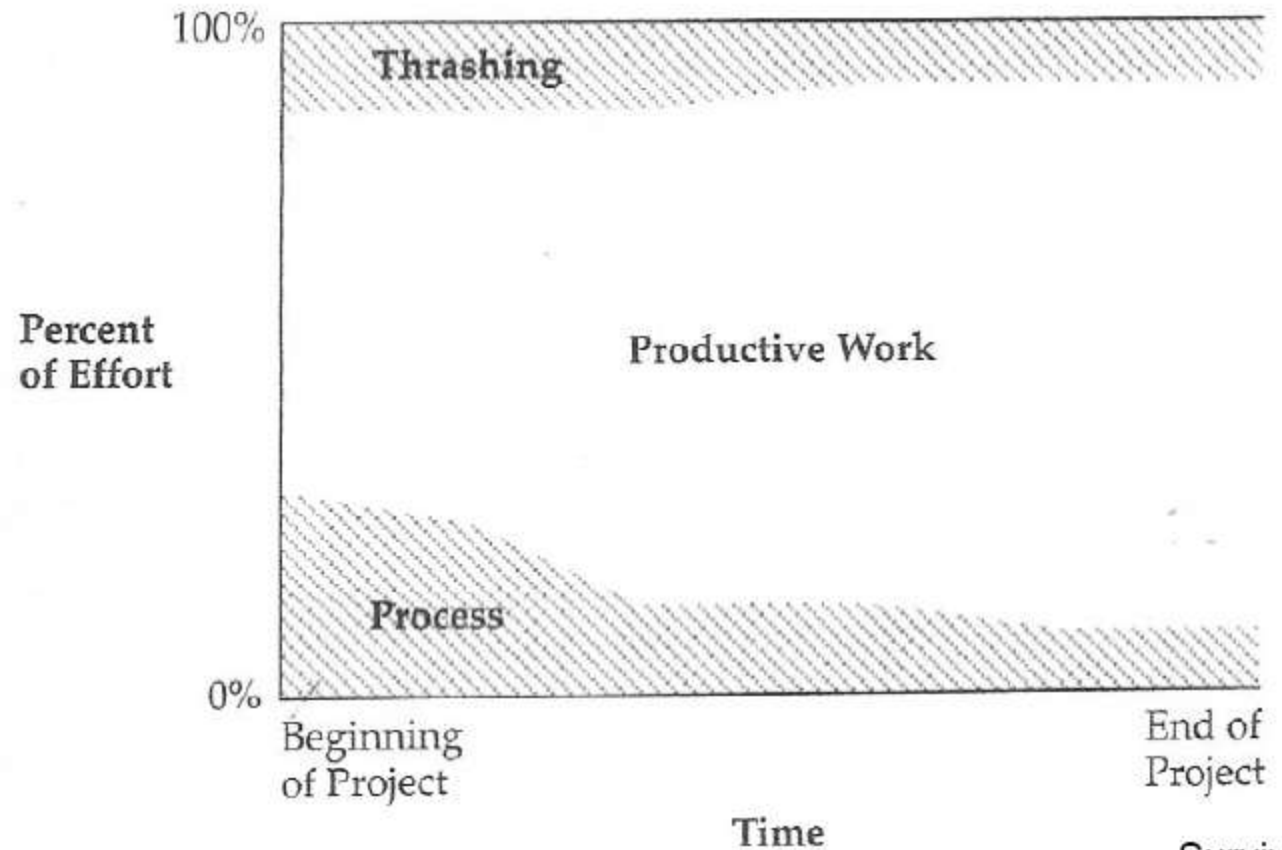 100%
Thrashing
Percent
of Effort
Productive Work
Process
0%
Beginning
of Project
End of
Project
Time